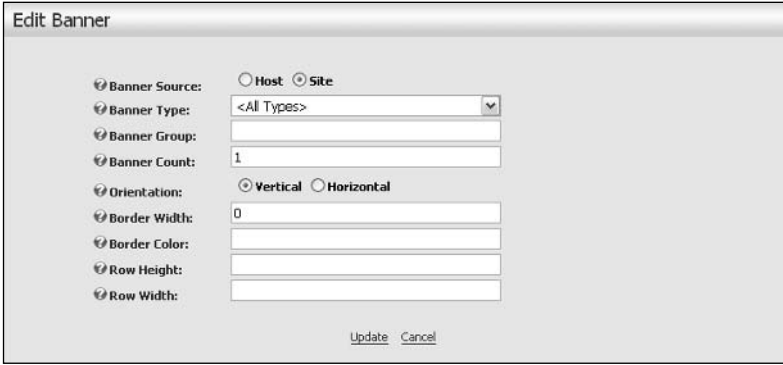 Edit Banner
Banner Source: Host Site
Banner Type: <All Types>
Banner Group:
Banner Count: 1
Orientation: Vertical Horizontal
Border Width: 0
Border Color:
Row Height:
Row Width:
Update Cancel